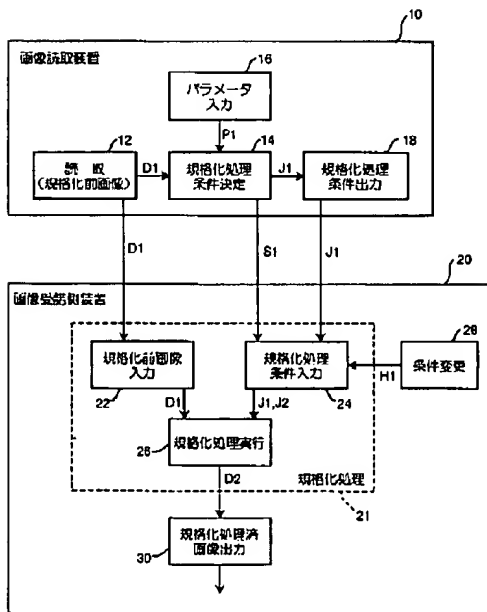 10
画像読取装置
16
パラメータ
入力
12
P1
14
18
読 取
(規格化前画像)
D1
規格化処理
条件決定
J1
規格化処理
条件出力
D1
S1
J1
20
画像受諾側装置
規格化前画像
入力
22
規格化処理
条件入力
24
H1
28
条件変更
D1
J1,J2
26
規格化処理実行
規格化処理
D2
21
規格化処理済
画像出力
30